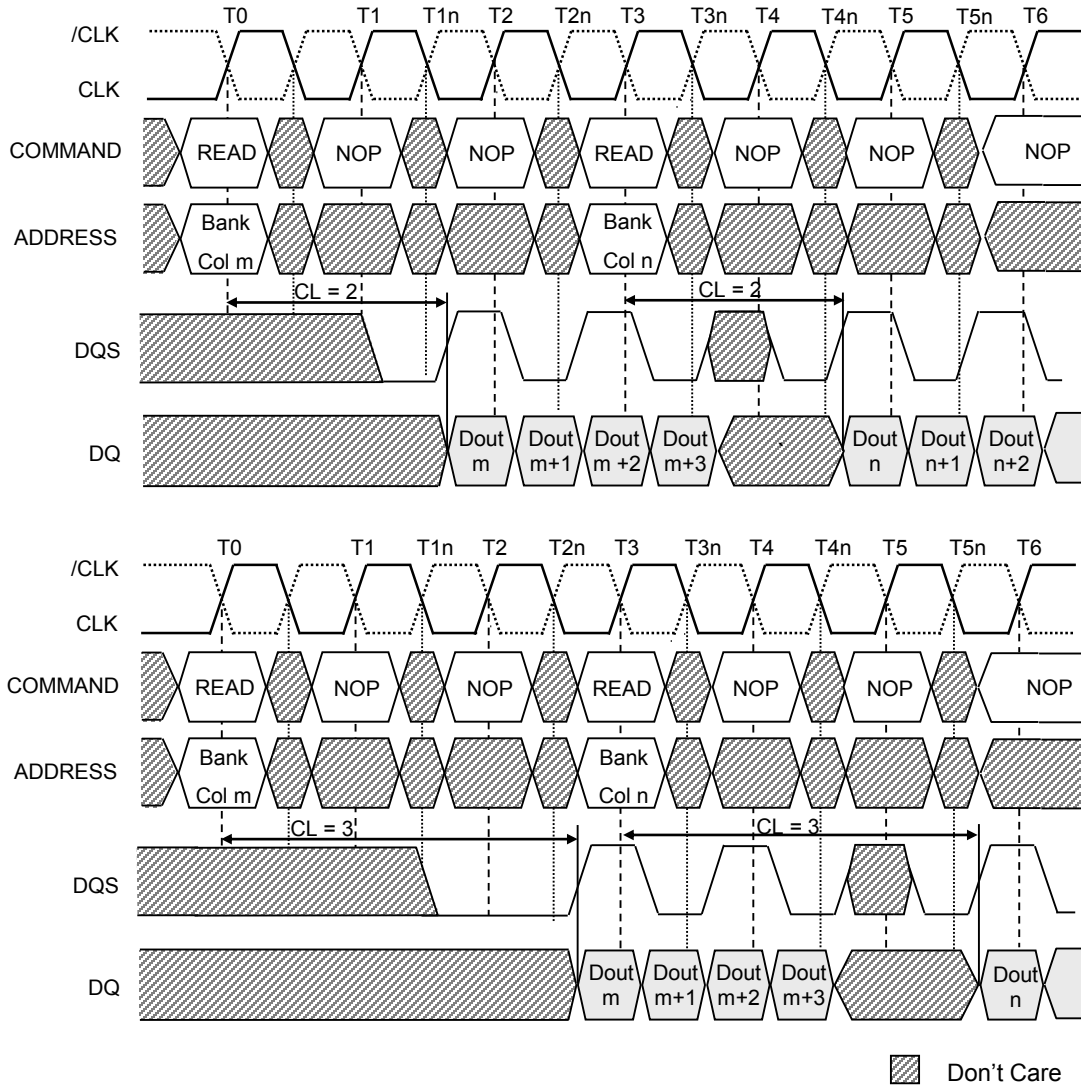 T0 T1 T1n T2 T2n T3 T3n T4 T4n T5 T5n T6
/CLK
CLK
COMMAND READ NOP NOP READ NOP NOP NOP
ADDRESS Bank Col m Bank Col n
CL = 2 CL = 2
DQS
DQ Dout m Dout m+1 Dout m +2 Dout m+3 Dout n Dout n+1 Dout n+2
T0 T1 T1n T2 T2n T3 T3n T4 T4n T5 T5n T6
/CLK
CLK
COMMAND READ NOP NOP READ NOP NOP NOP
ADDRESS Bank Col m Bank Col n
CL = 3 CL = 3
DQS
DQ Dout m Dout m+1 Dout m+2 Dout m+3 Dout n
Don't Care